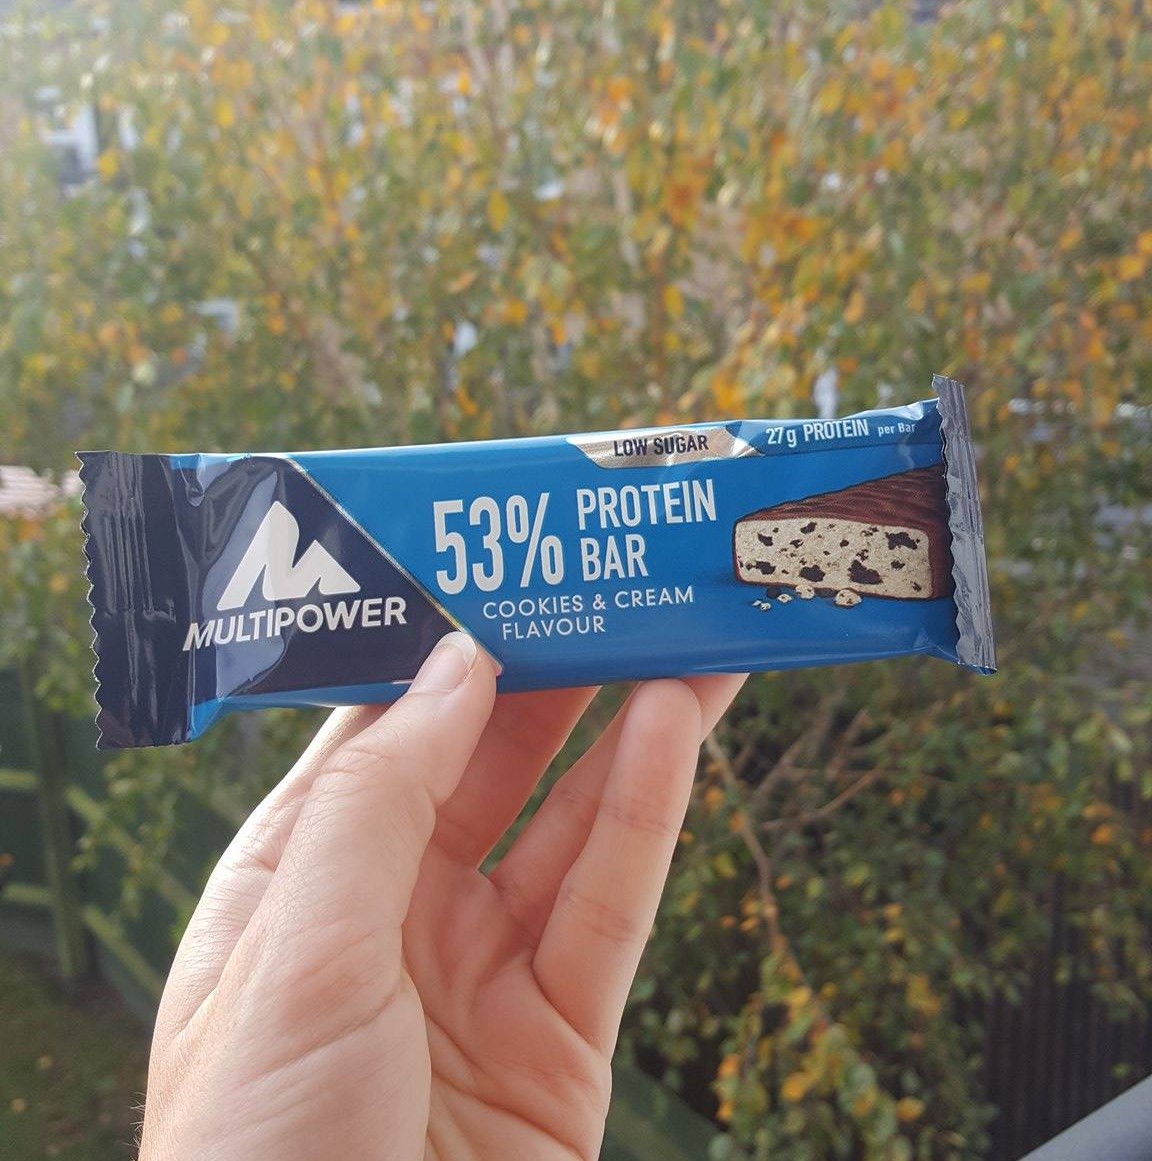 LOW SUGAR
27g PROTEIN per Bar
53% PROTEIN
BAR
COOKIES & CREAM
FLAVOUR
MULTIPOWER